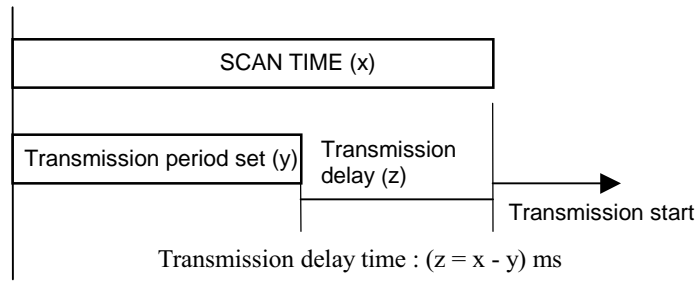 SCAN TIME (x)
Transmission period set (y)
Transmission
delay (z)
Transmission start
Transmission delay time : (z = x - y) ms